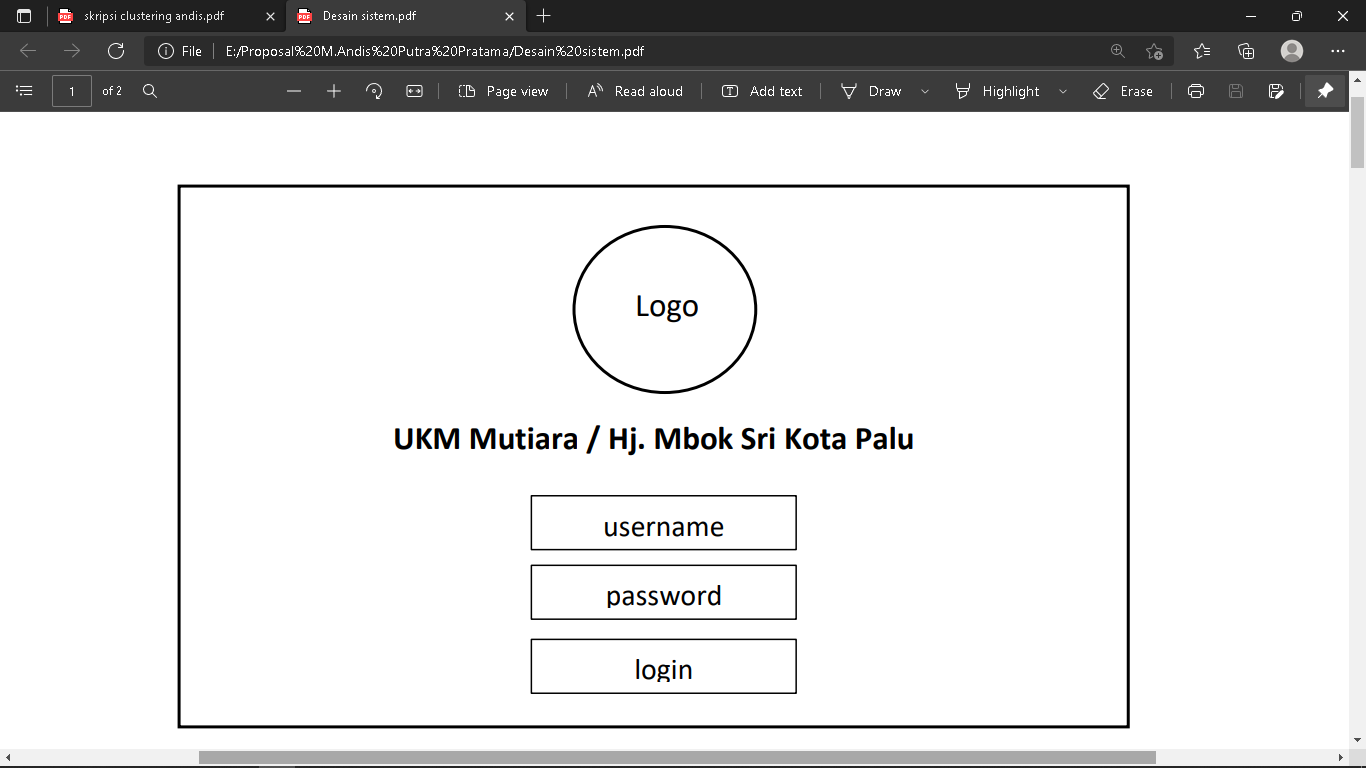 skripsi clustering andis.pdf
Desain sistem.pdf
File
E:/Proposal%20M.Andis%20Putra%20Pratama/Desain%20sistem.pdf
1 of 2
Page view
Read aloud
Add text
Draw
Highlight
Erase
Logo
UKM Mutiara / Hj. Mbok Sri Kota Palu
username
password
login